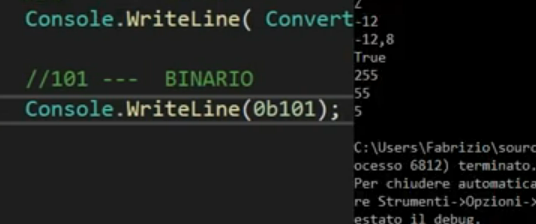 Console.WriteLine( Convert
//101 --- BINARIO
Console.WriteLine(0b101);
-12
-12,8
True
255
55
5
C:\Users\Fabrizio\sourc
ocesso 6812) terminato.
Per chiudere automatica
re Strumenti->Opzioni->
estato il debug.